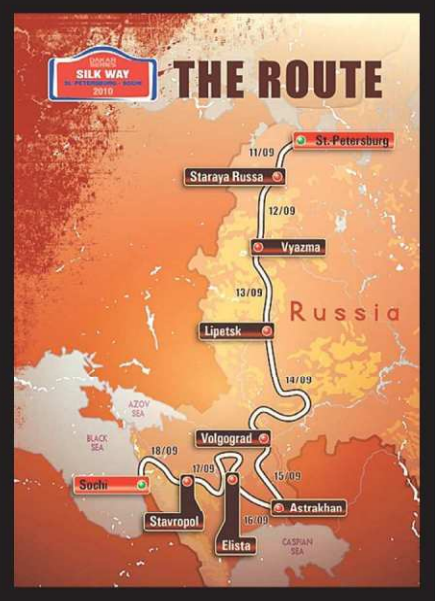 DAKAR
SERIES
SILK WAY
ST. PETERSBURG - SOCHI
2010
THE ROUTE
St.-Petersburg
11/09
Staraya Russa
12/09
Vyazma
13/09
Russia
Lipetsk
14/09
AZOV
SEA
BLACK
SEA
Volgograd
18/09
17/09
15/09
Sochi
Astrakhan
Stavropol
16/09
Elista
CASPIAN
SEA